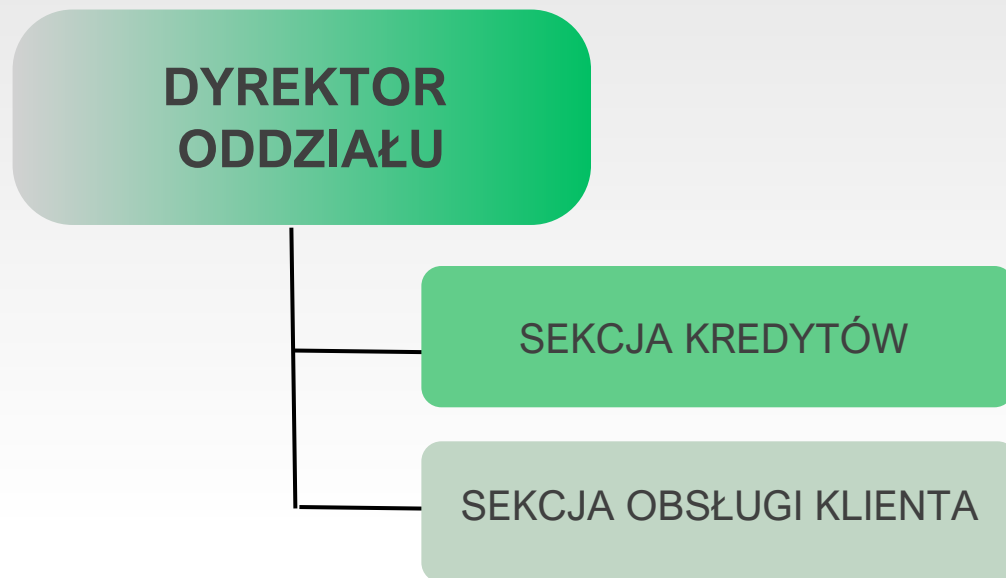 DYREKTOR
ODDZIAŁU
SEKCJA KREDYTÓW
SEKCJA OBSŁUGI KLIENTA